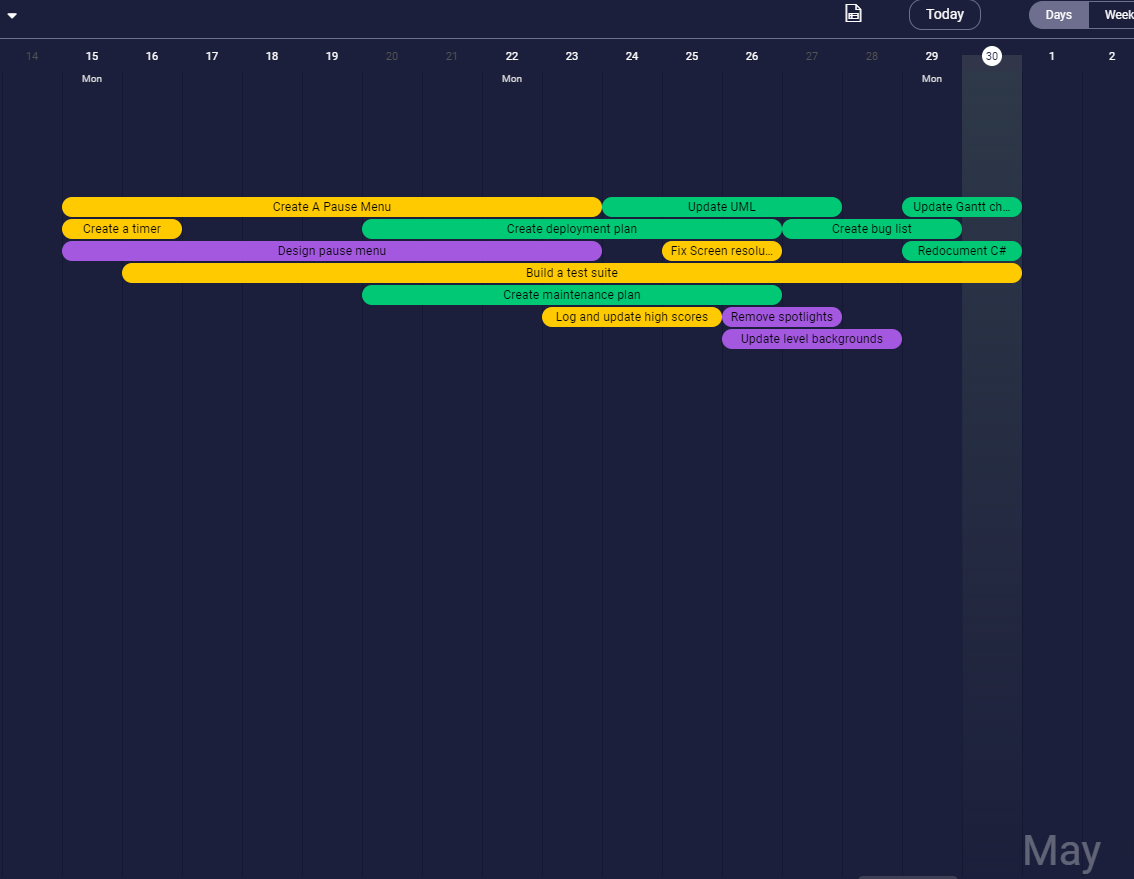 Today Days Week
14 15 16 17 18 19 20 21 22 23 24 25 26 27 28 29 30 1 2
Mon Mon Mon
Create A Pause Menu Update UML Update Gantt ch...
Create a timer Create deployment plan Create bug list
Design pause menu Fix Screen resolu... Redocument C#
Build a test suite
Create maintenance plan
Log and update high scores Remove spotlights
Update level backgrounds
May